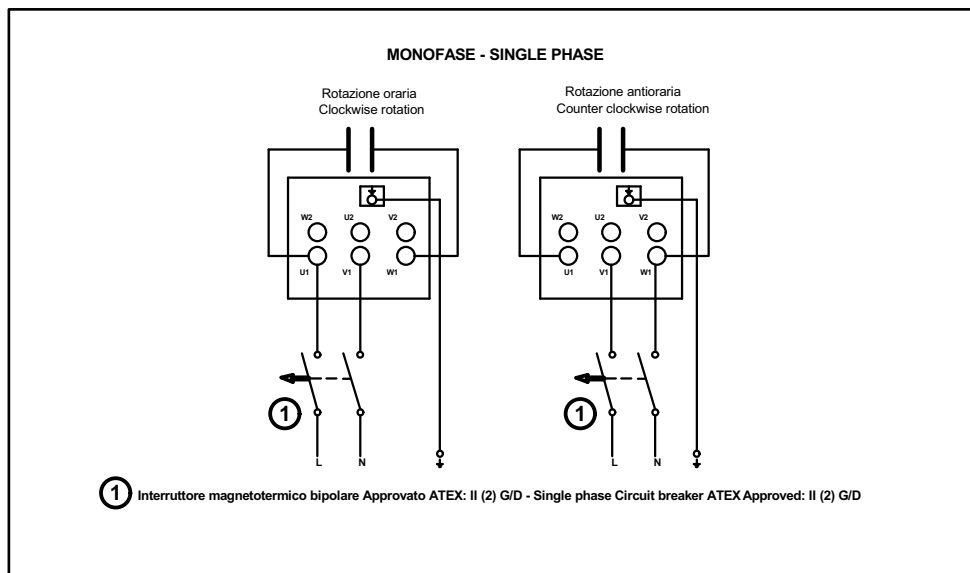 MONOFASE - SINGLE PHASE
Rotazione oraria
Clockwise rotation
Rotazione antioraria
Counter clockwise rotation
W2 U2 V2
U1 V1 W1
W2 U2 V2
U1 V1 W1
1
1
L N
L N
1 Interruttore magnetotermico bipolare Approvato ATEX: II (2) G/D - Single phase Circuit breaker ATEX Approved: II (2) G/D